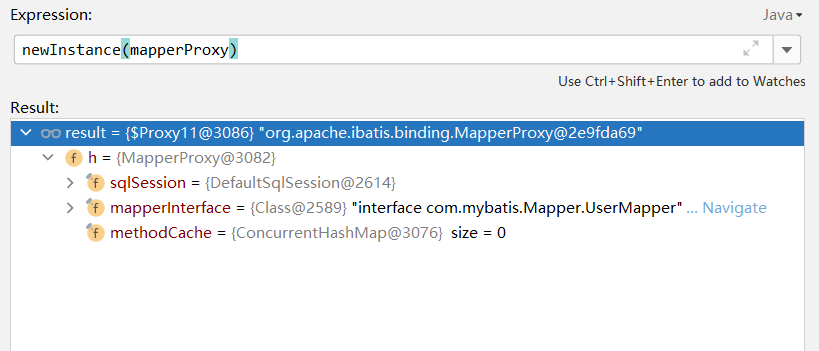 Expression:
Java
newInstance(mapperProxy)
Use Ctrl+Shift+Enter to add to Watches
Result:
result = {$Proxy11@3086} "org.apache.ibatis.binding.MapperProxy@2e9fda69"
f h = {MapperProxy@3082}
f sqlSession = {DefaultSqlSession@2614}
f mapperInterface = {Class@2589} "interface com.mybatis.Mapper.UserMapper" ... Navigate
f methodCache = {ConcurrentHashMap@3076} size = 0